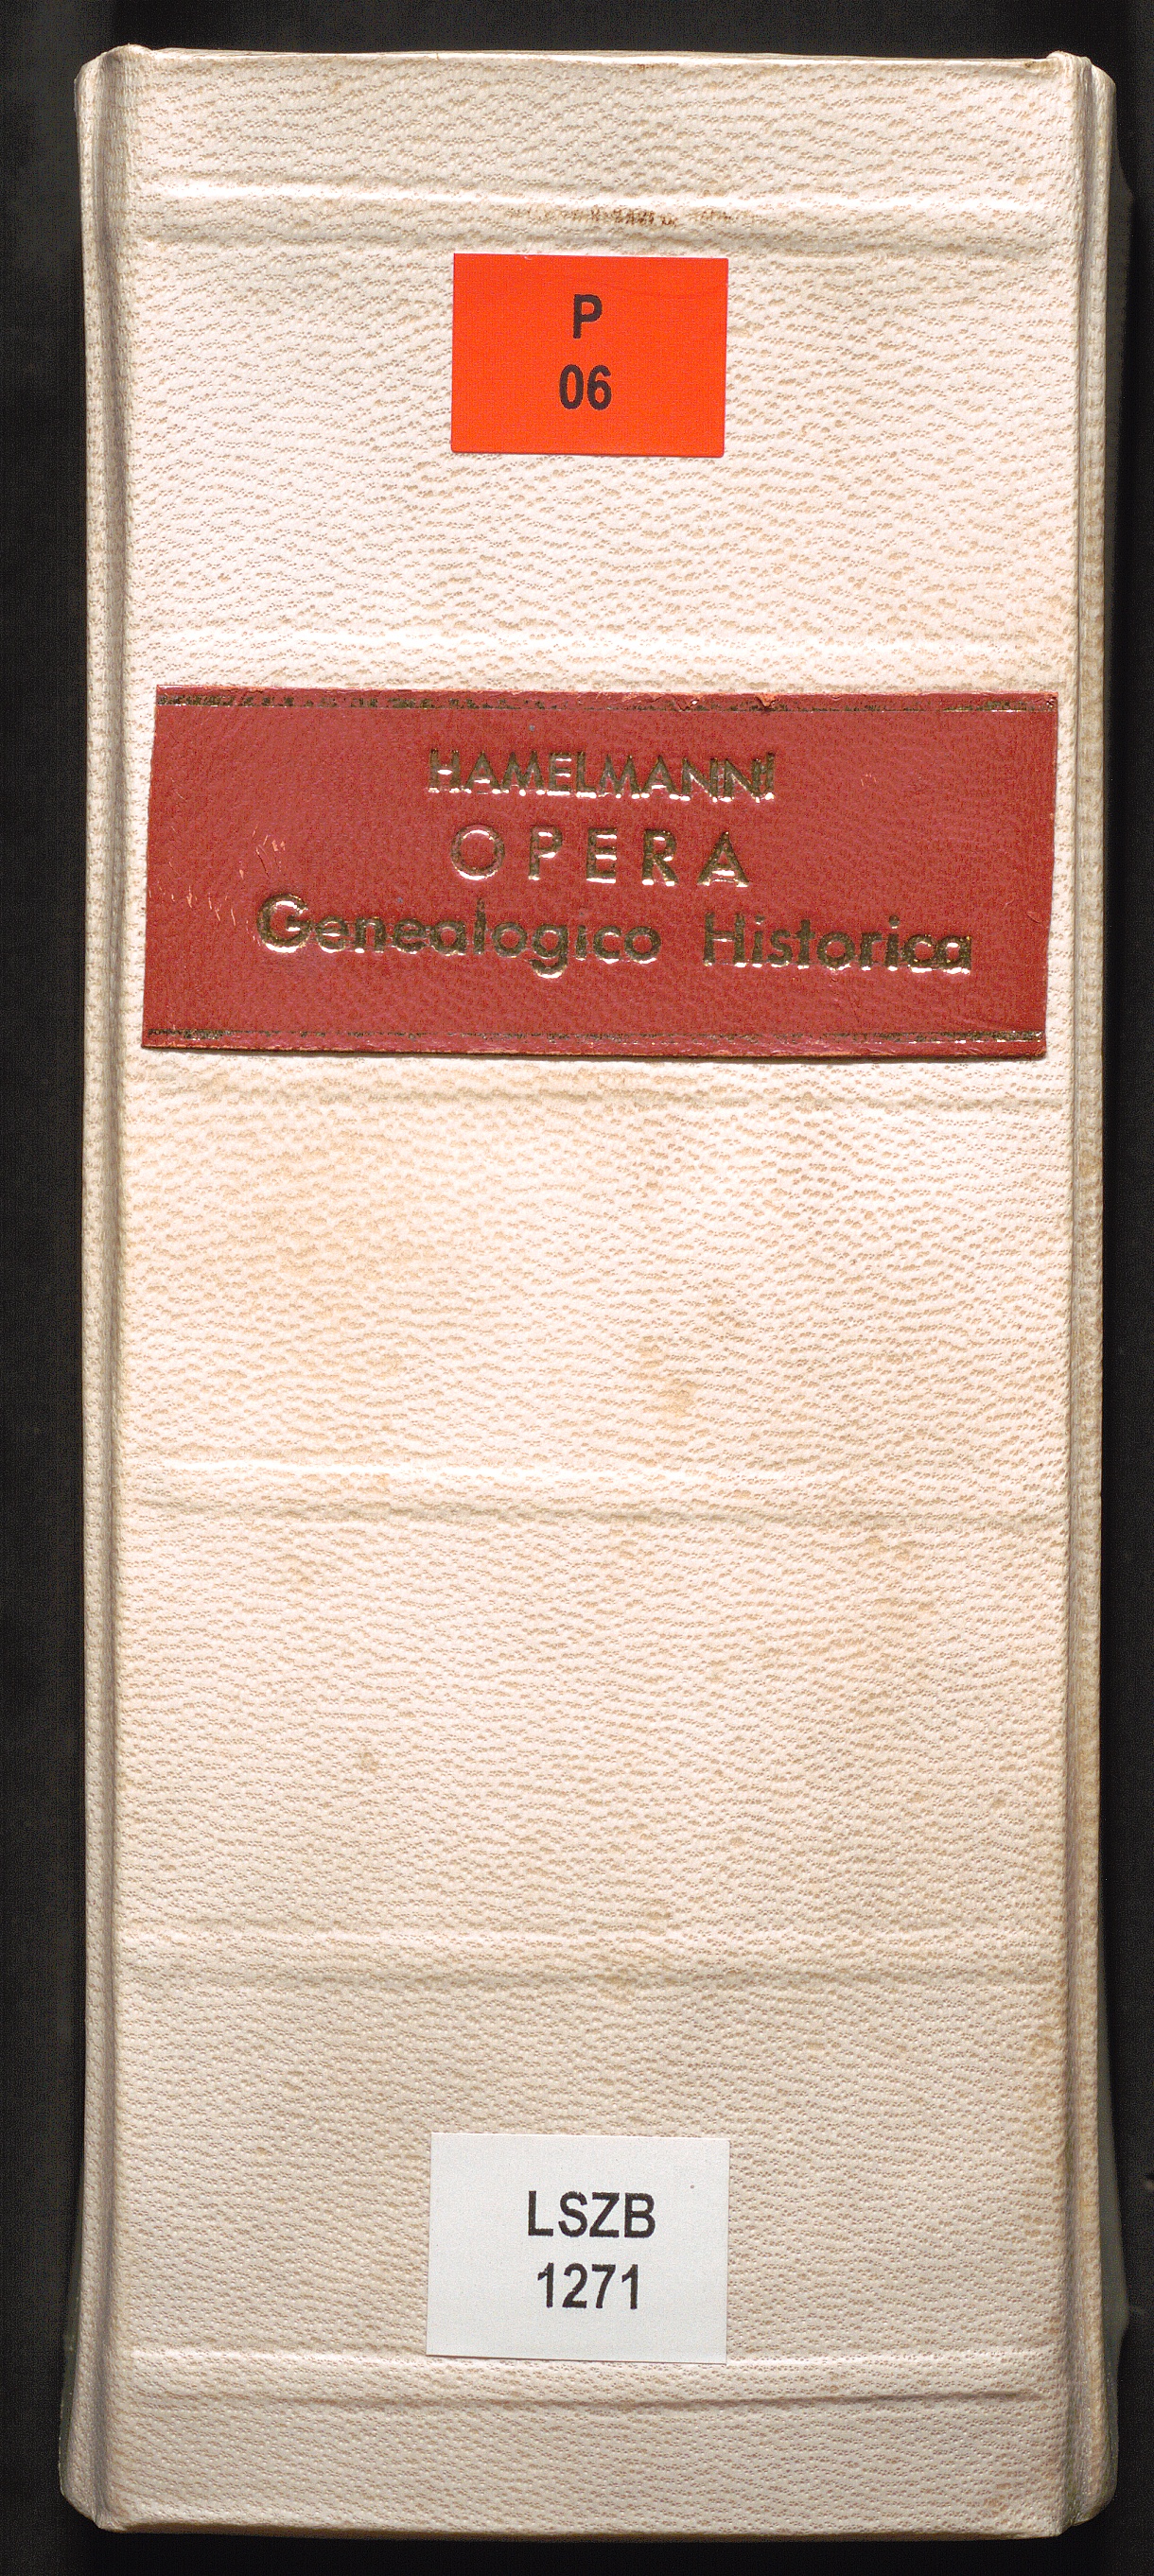 P
06
HAMELMANNI
OPERA
Genealogico Historica
LSZB
1271